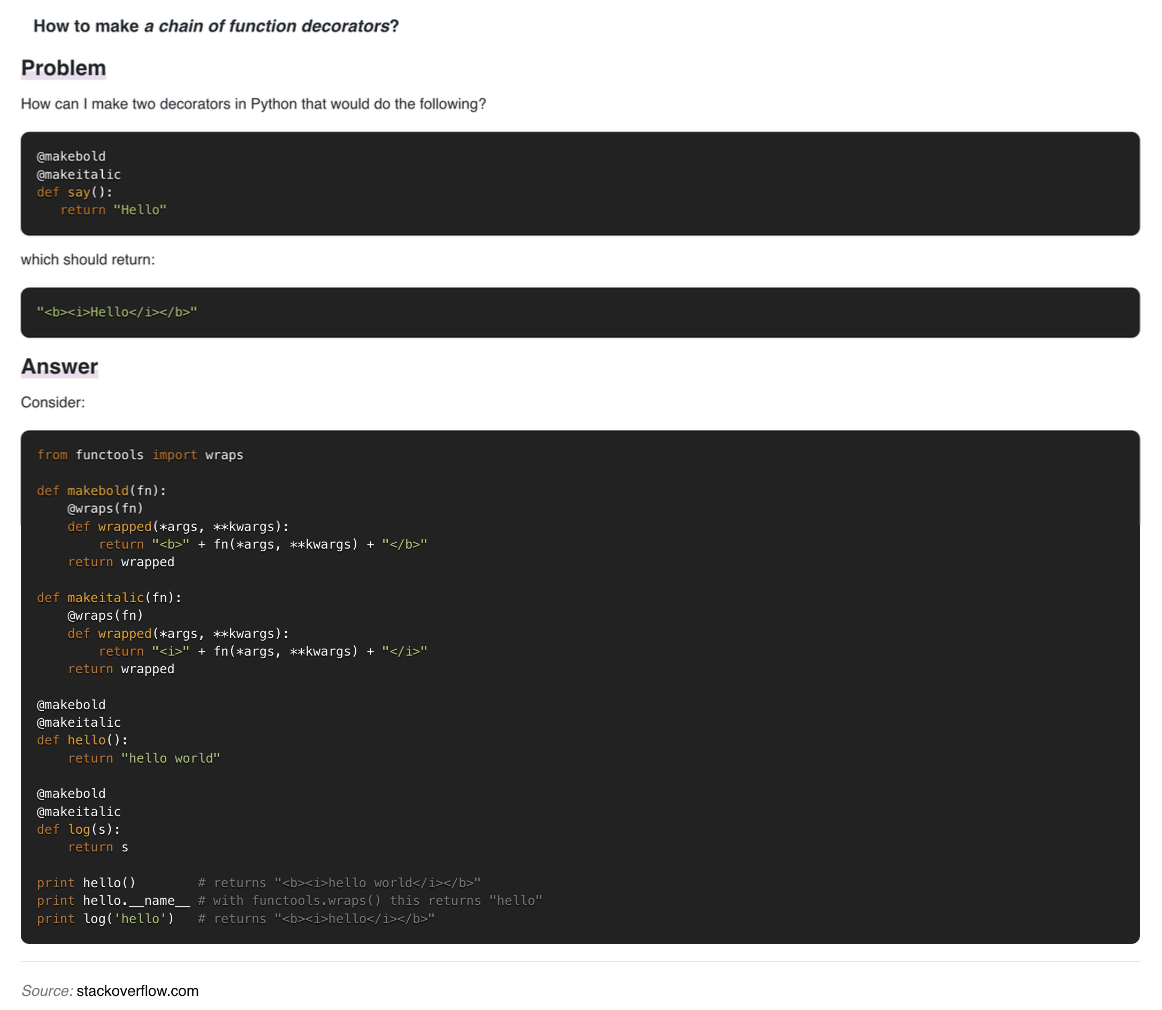 How to make a chain of function decorators?
Problem
How can I make two decorators in Python that would do the following?
@makebold
@makeitalic
def say():
   return "Hello"
which should return:
"<b><i>Hello</i></b>"
Answer
Consider:
from functools import wraps
def makebold(fn):
    @wraps(fn)
    def wrapped(*args, **kwargs):
        return "<b>" + fn(*args, **kwargs) + "</b>"
    return wrapped
def makeitalic(fn):
    @wraps(fn)
    def wrapped(*args, **kwargs):
        return "<i>" + fn(*args, **kwargs) + "</i>"
    return wrapped
@makebold
@makeitalic
def hello():
    return "hello world"
@makebold
@makeitalic
def log(s):
    return s
print hello()        # returns "<b><i>hello world</i></b>"
print hello.__name__ # with functools.wraps() this returns "hello"
print log('hello')   # returns "<b><i>hello</i></b>"
Source: stackoverflow.com